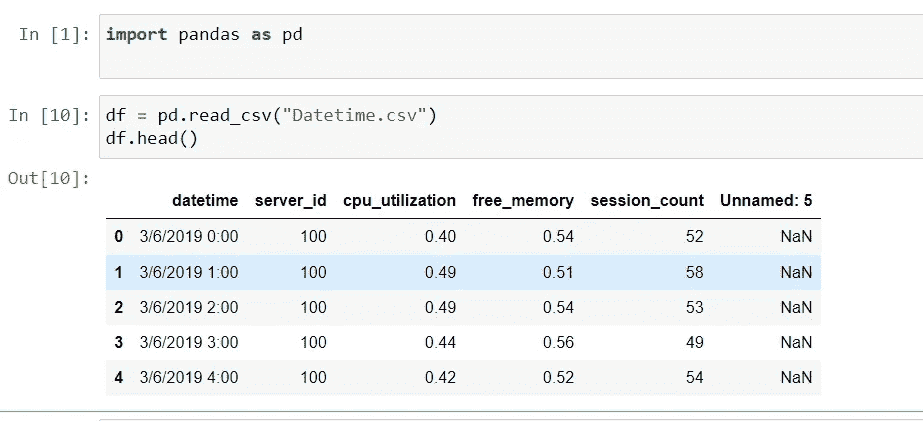 In [1]: import pandas as pd
In [10]: df = pd.read_csv("Datetime.csv")
df.head()
Out[10]:
datetime server_id cpu_utilization free_memory session_count Unnamed: 5
0 3/6/2019 0:00 100 0.40 0.54 52 NaN
1 3/6/2019 1:00 100 0.49 0.51 58 NaN
2 3/6/2019 2:00 100 0.49 0.54 53 NaN
3 3/6/2019 3:00 100 0.44 0.56 49 NaN
4 3/6/2019 4:00 100 0.42 0.52 54 NaN